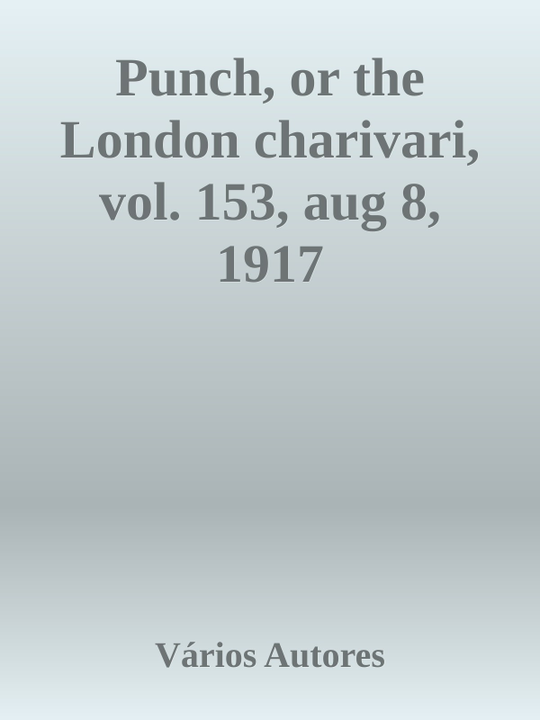 Punch, or the
London charivari,
vol. 153, aug 8,
1917
Vários Autores